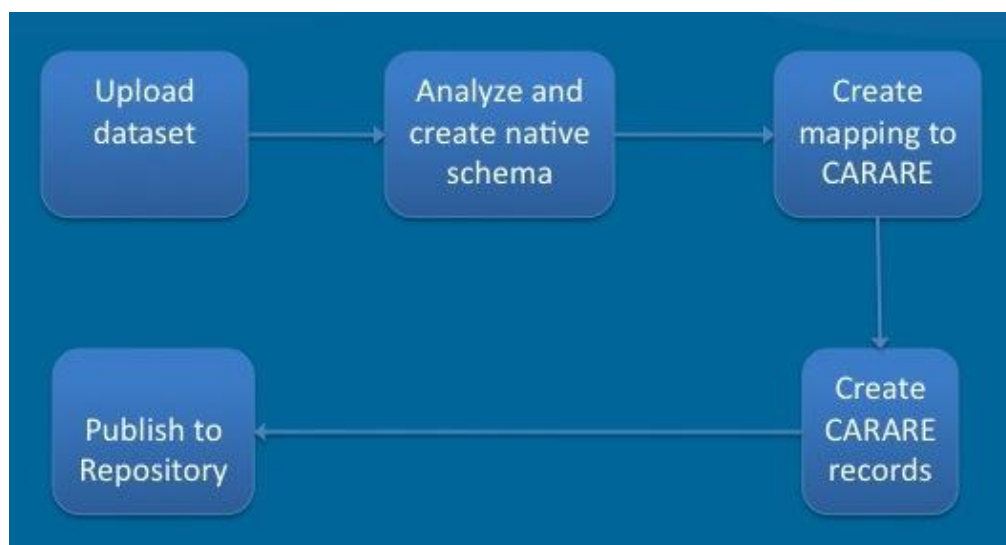 Upload
dataset
Analyze and
create native
schema
Create
mapping to
CARARE
Create
CARARE
records
Publish to
Repository